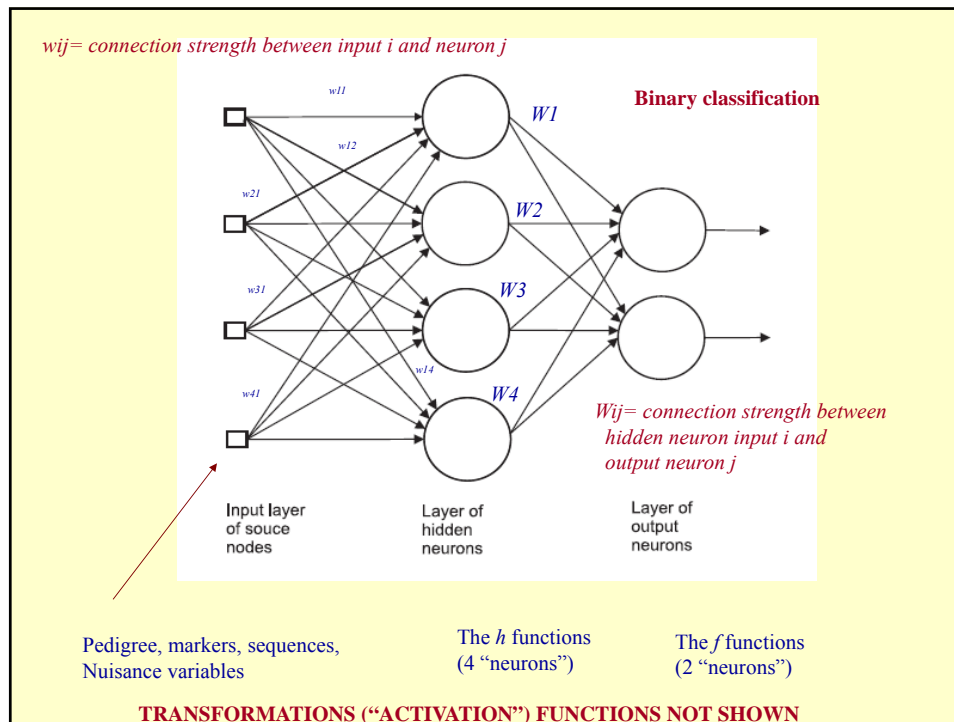 wij= connection strength between input i and neuron j
w11
Binary classification
W1
w12
w21
W2
w31
W3
w14
w41
W4
Wij= connection strength between
hidden neuron input i and
output neuron j
Input layer
of souce
nodes
Layer of
hidden
neurons
Layer of
output
neurons
Pedigree, markers, sequences,
Nuisance variables
The h functions
(4 “neurons”)
The f functions
(2 “neurons”)
TRANSFORMATIONS (“ACTIVATION”) FUNCTIONS NOT SHOWN